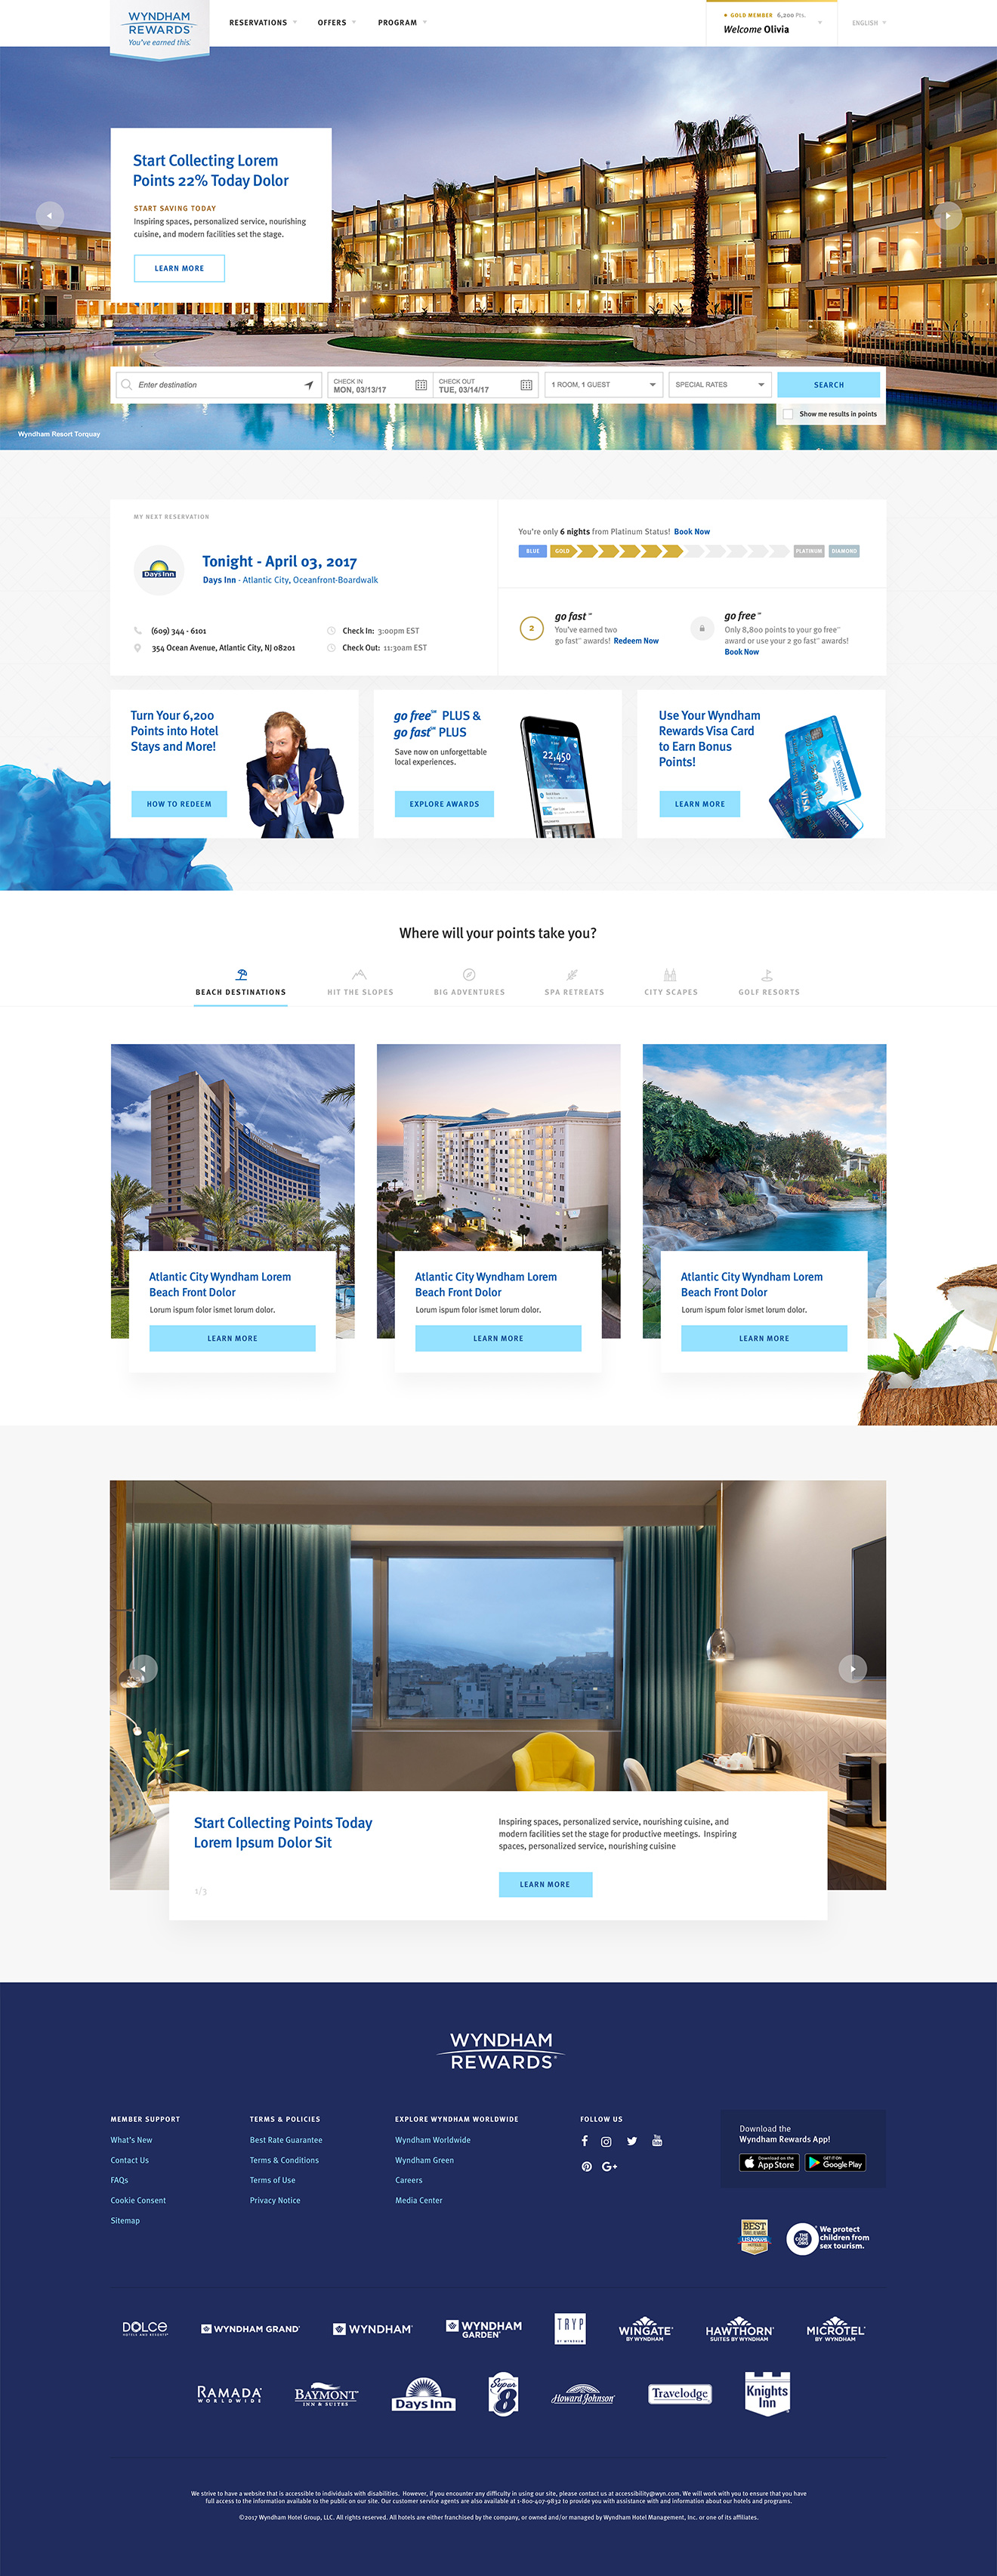 WYNDHAM
REWARDS
You've earned this.
RESERVATIONS
OFFERS
PROGRAM
GOLD MEMBER 6,200 Pts.
Welcome Olivia
ENGLISH
Start Collecting Lorem
Points 22% Today Dolor
START SAVING TODAY
Inspiring spaces, personalized service, nourishing
cuisine, and modern facilities set the stage.
LEARN MORE
Enter destination
CHECK IN
MON, 03/13/17
CHECK OUT
TUE, 03/14/17
1 ROOM, 1 GUEST
SPECIAL RATES
SEARCH
Show me results in points
Wyndham Resort Torquay
MY NEXT RESERVATION
Days Inn
Tonight - April 03, 2017
Days Inn - Atlantic City, Oceanfront-Boardwalk
(609) 344 - 6101
Check In: 3:00pm EST
354 Ocean Avenue, Atlantic City, NJ 08201
Check Out: 11:30am EST
You're only 6 nights from Platinum Status! Book Now
BLUE
GOLD
PLATINUM
DIAMOND
2
go fast℠
You've earned two
go fast℠ awards! Redeem Now
go free℠
Only 8,800 points to your go free℠
award or use your 2 go fast℠ awards!
Book Now
Turn Your 6,200
Points into Hotel
Stays and More!
HOW TO REDEEM
go free℠ PLUS &
go fast℠ PLUS
Save now on unforgettable
local experiences.
EXPLORE AWARDS
22,450
Use Your Wyndham
Rewards Visa Card
to Earn Bonus
Points!
LEARN MORE
WYNDHAM
REWARDS
VISA
WYNDHAM
Where will your points take you?
BEACH DESTINATIONS
HIT THE SLOPES
BIG ADVENTURES
SPA RETREATS
CITY SCAPES
GOLF RESORTS
Atlantic City Wyndham Lorem
Beach Front Dolor
Lorum ispum folor ismet lorum dolor.
LEARN MORE
Atlantic City Wyndham Lorem
Beach Front Dolor
Lorum ispum folor ismet lorum dolor.
LEARN MORE
Atlantic City Wyndham Lorem
Beach Front Dolor
Lorum ispum folor ismet lorum dolor.
LEARN MORE
Start Collecting Points Today
Lorem Ipsum Dolor Sit
1/3
Inspiring spaces, personalized service, nourishing cuisine, and
modern facilities set the stage for productive meetings. Inspiring
spaces, personalized service, nourishing cuisine
LEARN MORE
WYNDHAM
REWARDS®
MEMBER SUPPORT
What's New
Contact Us
FAQs
Cookie Consent
Sitemap
TERMS & POLICIES
Best Rate Guarantee
Terms & Conditions
Terms of Use
Privacy Notice
EXPLORE WYNDHAM WORLDWIDE
Wyndham Worldwide
Wyndham Green
Careers
Media Center
FOLLOW US
You
Tube
G+
Download the
Wyndham Rewards App!
Download on the
App Store
GET IT ON
Google Play
BEST
U.S.News
THE
CODE
.ORG
We protect
children from
sex tourism.
DOLCE
HOTELS AND RESORTS
WYNDHAM GRAND
WYNDHAM
WYNDHAM
GARDEN
TRYP
BY WYNDHAM
WINGATE
BY WYNDHAM
HAWTHORN
SUITES BY WYNDHAM
MICROTEL
BY WYNDHAM
RAMADA
WORLDWIDE
BAYMONT
INN & SUITES
Days Inn
Super
8
Howard Johnson
Travelodge
Knights
Inn
We strive to have a website that is accessible to individuals with disabilities. However, if you encounter any difficulty in using our site, please contact us at accessibility@wyn.com. We will work with you to ensure that you have
full access to the information available to the public on our site. Our customer service agents are also available at 1-800-407-9832 to provide you with assistance with and information about our hotels and programs.
©2017 Wyndham Hotel Group, LLC. All rights reserved. All hotels are either franchised by the company, or owned and/or managed by Wyndham Hotel Management, Inc. or one of its affiliates.